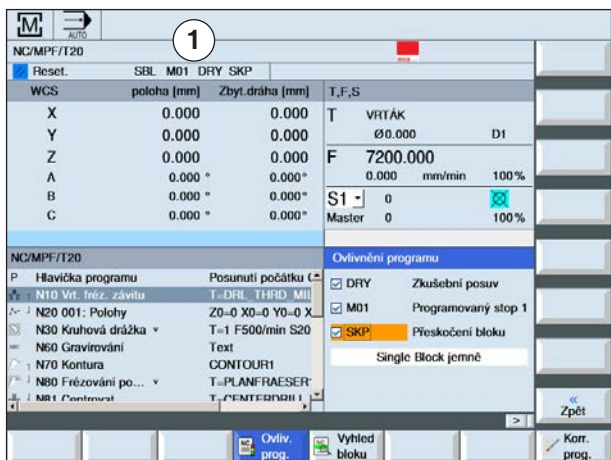 M
AUTO
1
NC/MPF/T20
Reset. SBL M01 DRY SKP
WCS poloha [mm] Zbyt.dráha [mm] T,F,S
X 0.000 0.000 T VRTÁK
Y 0.000 0.000 Ø0.000 D1
Z 0.000 0.000 F 7200.000
A 0.000 ° 0.000° 0.000 mm/min 100%
B 0.000 ° 0.000° S1 0
C 0.000 ° 0.000° Master 0 100%
NC/MPF/T20 Ovlivnění programu
P Hlavička programu Posunutí počátku (
N10 Vrt. fréz. závitu T=DRL_THRD_MIL
N20 001: Polohy Z0=0 X0=0 Y0=0 X
N30 Kruhová drážka T=1 F500/min S20
N60 Gravírování Text
N70 Kontura CONTOUR1
N80 Frézování po... T=PLANFRAESER
N81 Centrovat T=CENTERDRILL
DRY Zkušební posuv
M01 Programovaný stop 1
SKP Přeskočení bloku
Single Block jemně
«
Zpět
>
NC Ovliv. prog.
NC Vyhled bloku
Korr. prog.